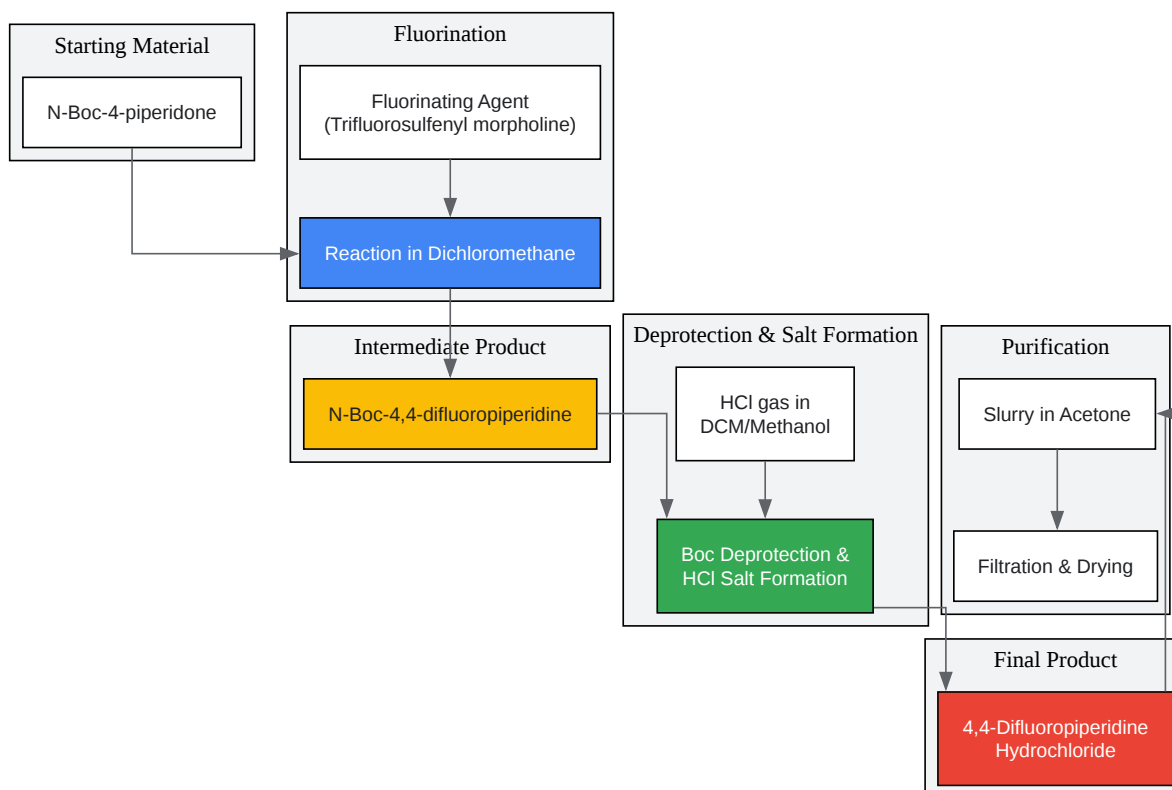 Starting Material
N-Boc-4-piperidone
Fluorination
Fluorinating Agent
(Trifluorosulfenyl morpholine)
Reaction in Dichloromethane
Intermediate Product
N-Boc-4,4-difluoropiperidine
Deprotection & Salt Formation
HCl gas in
DCM/Methanol
Boc Deprotection &
HCl Salt Formation
Purification
Slurry in Acetone
Filtration & Drying
Final Product
4,4-Difluoropiperidine
Hydrochloride